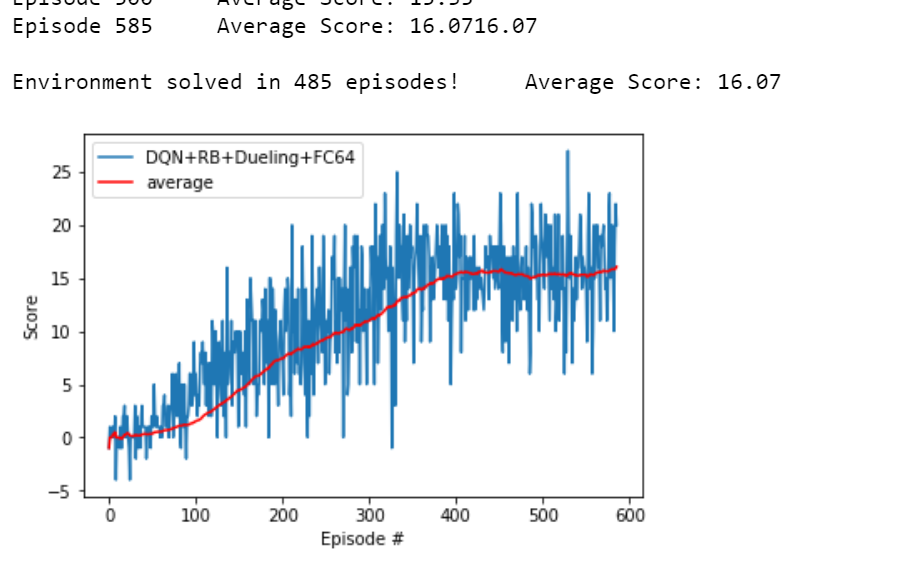 Episode 585     Average Score: 16.0716.07
Environment solved in 485 episodes!     Average Score: 16.07
DQN+RB+Dueling+FC64
average
25
20
15
10
5
0
−5
Score
0 100 200 300 400 500 600
Episode #